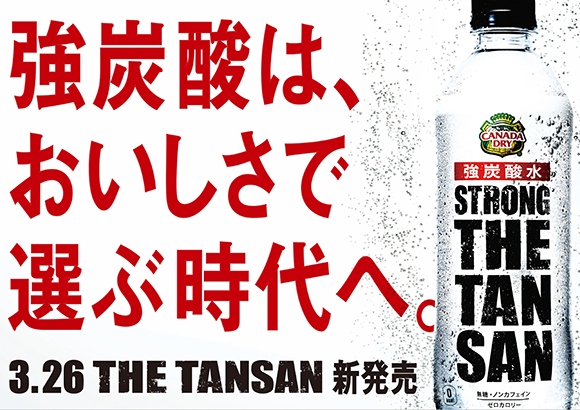 強炭酸は、
おいしさで
選ぶ時代へ。
3.26 THE TANSAN 新発売
CANADA
DRY
強炭酸水
STRONG
THE
TAN
SAN
無糖・ノンカフェイン
ゼロカロリー